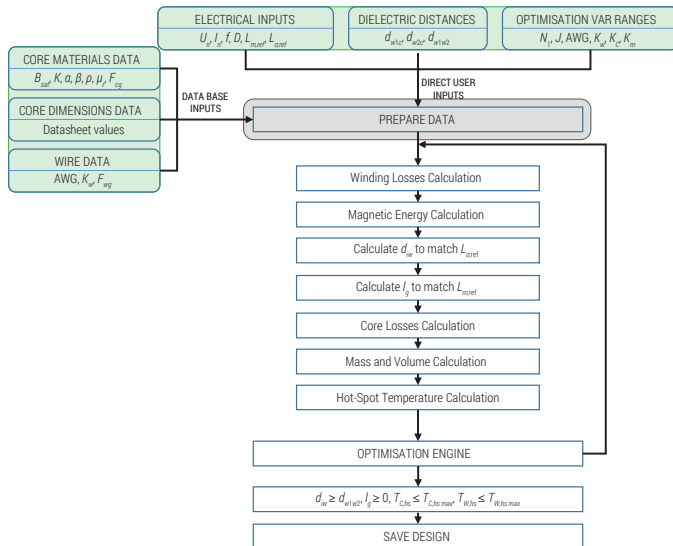 ELECTRICAL INPUTS
Uₙ, Iₙ, f, D, Lₘ,ref, L_σ,ref
DIELECTRIC DISTANCES
d_w1c, d_w2c, d_w1w2
OPTIMISATION VAR RANGES
N₁, J, AWG, K_w, K_c, K_m
CORE MATERIALS DATA
B_sat, K, α, β, ρ, μ_r, F_cg
CORE DIMENSIONS DATA
Datasheet values
WIRE DATA
AWG, K_w, F_wg
DATA BASE
INPUTS
DIRECT USER
INPUTS
PREPARE DATA
Winding Losses Calculation
Magnetic Energy Calculation
Calculate d_iw to match L_σ,ref
Calculate l_g to match L_m,ref
Core Losses Calculation
Mass and Volume Calculation
Hot-Spot Temperature Calculation
OPTIMISATION ENGINE
d_iw ≥ d_w1w2, l_g ≥ 0, T_C,hs ≤ T_C,hs max, T_W,hs ≤ T_W,hs max
SAVE DESIGN